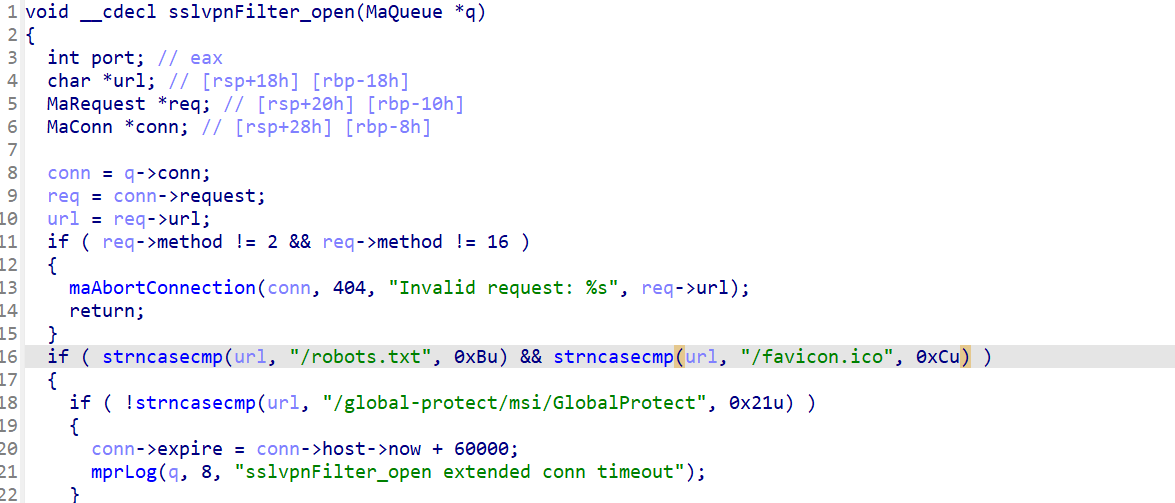 1 void __cdecl sslvpnFilter_open(MaQueue *q)
2 {
3 int port; // eax
4 char *url; // [rsp+18h] [rbp-18h]
5 MaRequest *req; // [rsp+20h] [rbp-10h]
6 MaConn *conn; // [rsp+28h] [rbp-8h]
7
8 conn = q->conn;
9 req = conn->request;
10 url = req->url;
11 if ( req->method != 2 && req->method != 16 )
12 {
13 maAbortConnection(conn, 404, "Invalid request: %s", req->url);
14 return;
15 }
16 if ( strncasecmp(url, "/robots.txt", 0xBu) && strncasecmp(url, "/favicon.ico", 0xCu) )
17 {
18 if ( !strncasecmp(url, "/global-protect/msi/GlobalProtect", 0x21u) )
19 {
20 conn->expire = conn->host->now + 60000;
21 mprLog(q, 8, "sslvpnFilter_open extended conn timeout");
22 }